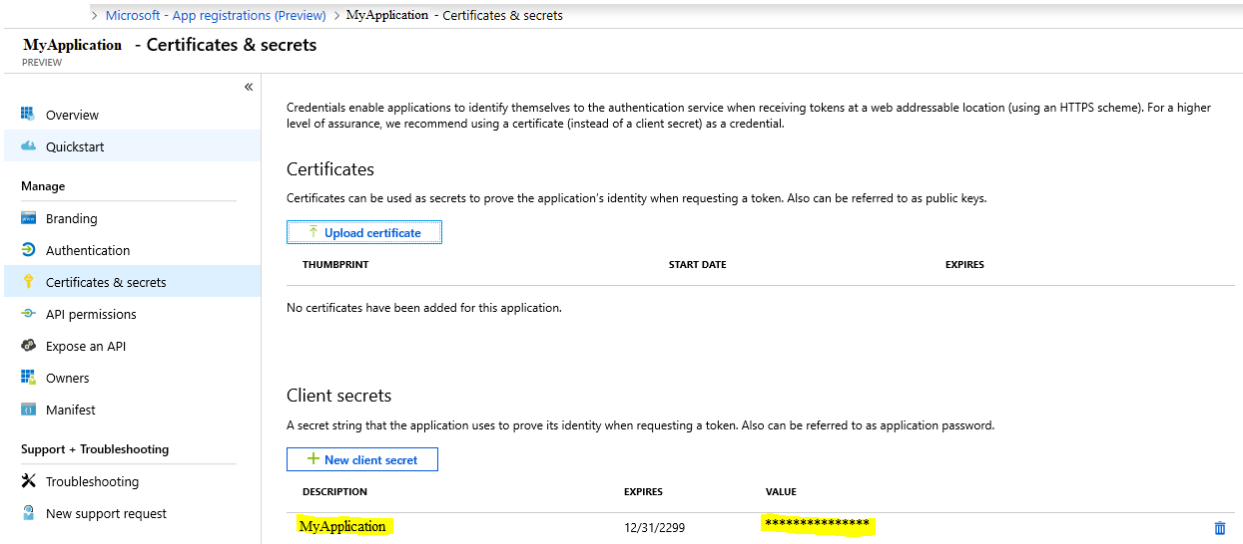 > Microsoft - App registrations (Preview) > MyApplication - Certificates & secrets
MyApplication - Certificates & secrets
PREVIEW
«
Overview
Quickstart
Manage
Branding
Authentication
Certificates & secrets
API permissions
Expose an API
Owners
Manifest
Support + Troubleshooting
Troubleshooting
New support request
Credentials enable applications to identify themselves to the authentication service when receiving tokens at a web addressable location (using an HTTPS scheme). For a higher
level of assurance, we recommend using a certificate (instead of a client secret) as a credential.
Certificates
Certificates can be used as secrets to prove the application's identity when requesting a token. Also can be referred to as public keys.
Upload certificate
THUMBPRINT START DATE EXPIRES
No certificates have been added for this application.
Client secrets
A secret string that the application uses to prove its identity when requesting a token. Also can be referred to as application password.
+ New client secret
DESCRIPTION EXPIRES VALUE
MyApplication 12/31/2299 ***************